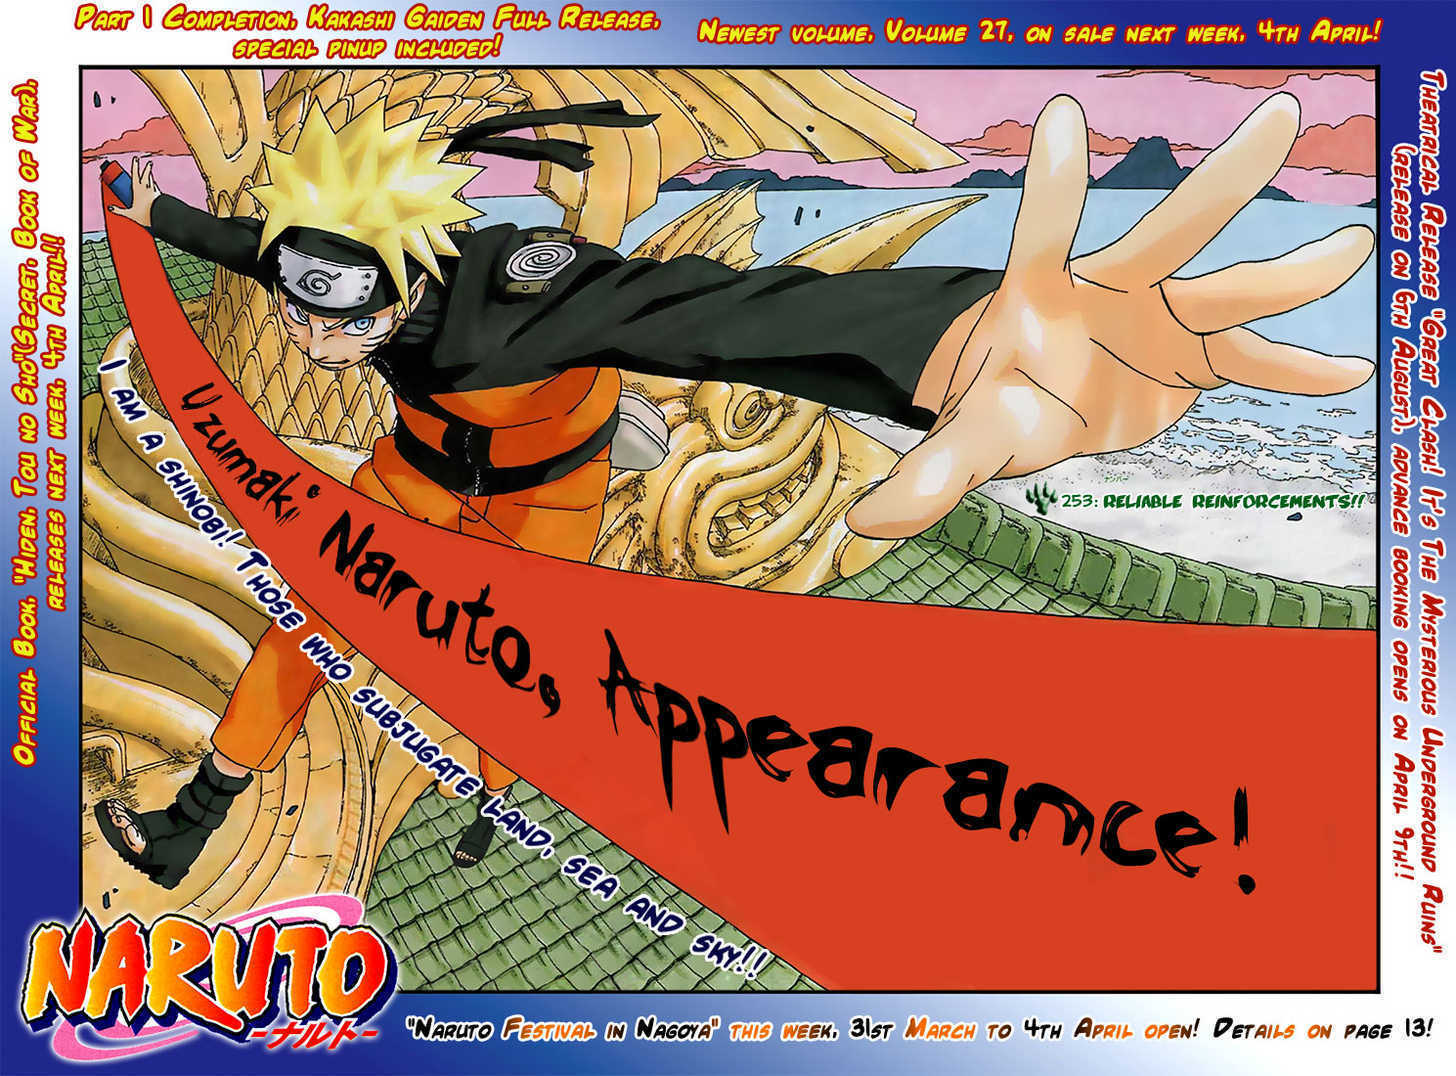 Part 1 Completion, Kakashi Gaiden Full Release,
special pinup included!
Newest volume, Volume 27, on sale next week, 4th April!
Theatrical Release "Great Clash! It's The Mysterious Underground Ruins"
(release on 6th August), advance booking opens on April 9th!!
Official Book, "Hiden, Tou no Sho"(Secret, Book of War),
releases next week, 4th April!!
253: Reliable Reinforcements!!
Uzumaki Naruto, Appearance!
I am a shinobi! Those who subjugate land, sea and sky!!
NARUTO
-ナルト-
"Naruto Festival in Nagoya" this week, 31st March to 4th April open! Details on page 13!